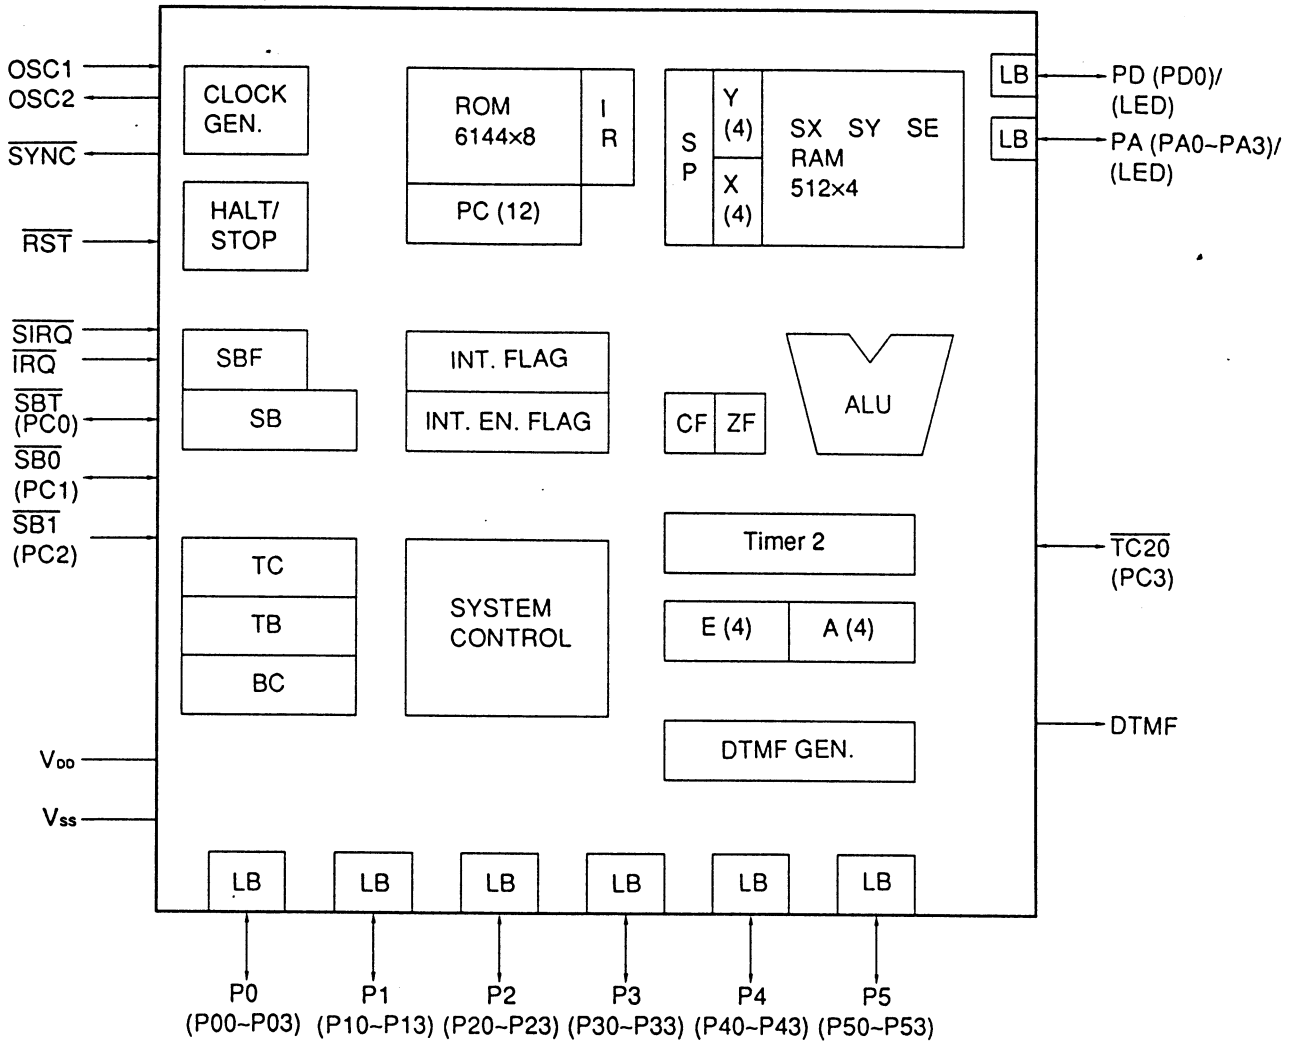 OSC1
OSC2
SYNC
RST
SIRQ
IRQ
SBT
(PC0)
SB0
(PC1)
SB1
(PC2)
VDD
VSS
CLOCK
GEN.
HALT/
STOP
SBF
SB
TC
TB
BC
ROM
6144×8
I
R
PC (12)
INT. FLAG
INT. EN. FLAG
SYSTEM
CONTROL
S
P
Y
(4)
X
(4)
SX SY SE
RAM
512×4
CF
ZF
ALU
Timer 2
E (4)
A (4)
DTMF GEN.
LB
PD (PD0)/
(LED)
LB
PA (PA0~PA3)/
(LED)
TC20
(PC3)
DTMF
LB
LB
LB
LB
LB
LB
P0
(P00~P03)
P1
(P10~P13)
P2
(P20~P23)
P3
(P30~P33)
P4
(P40~P43)
P5
(P50~P53)